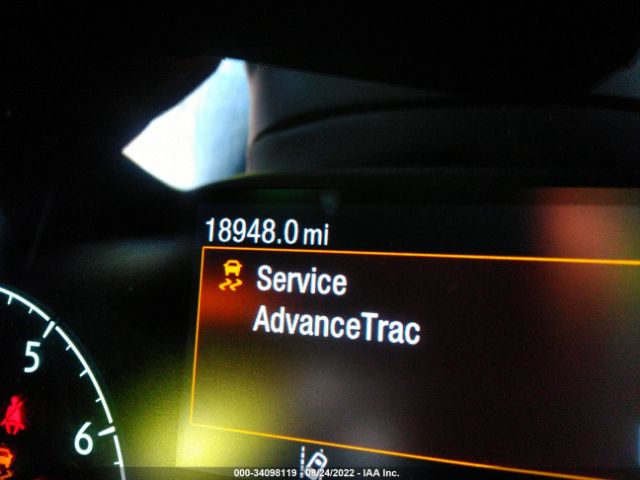 18948.0 mi
Service
AdvanceTrac
5
6
000-34098119 - 08/24/2022 - IAA Inc.